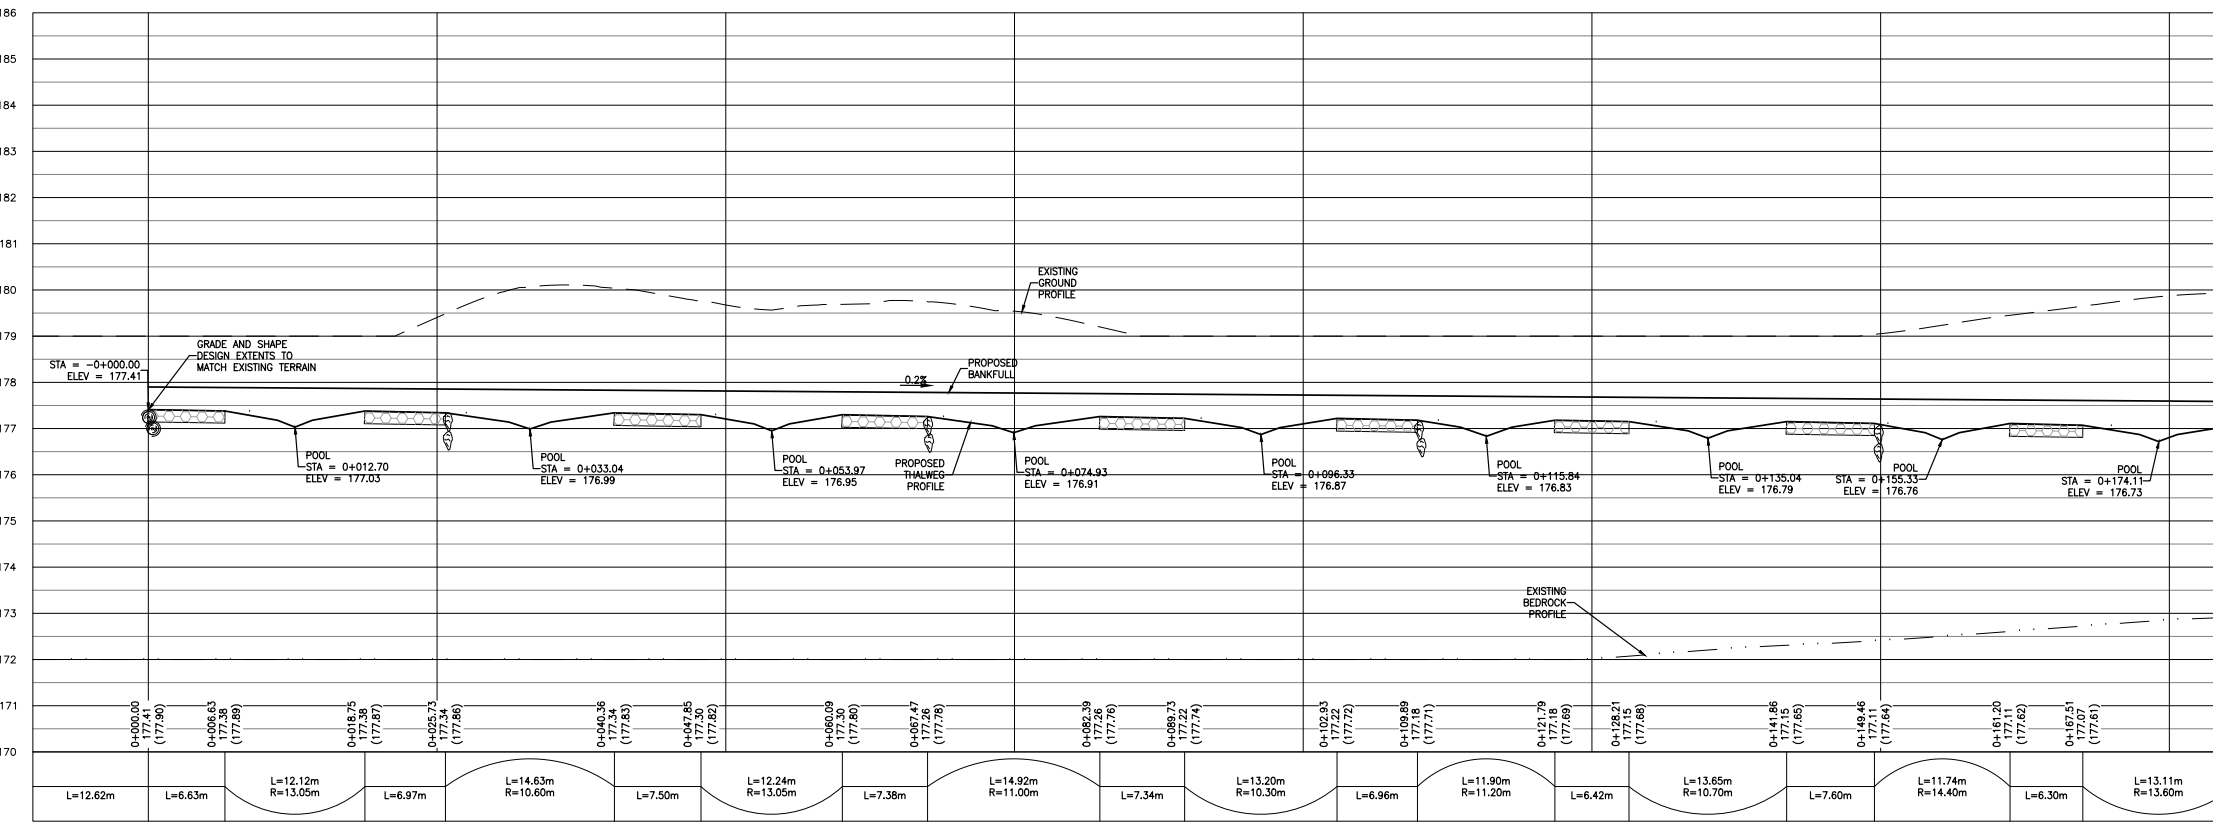 186
185
184
183
182
181
180
179
178
177
176
175
174
173
172
171
170
EXISTING
GROUND
PROFILE
GRADE AND SHAPE
DESIGN EXTENTS TO
MATCH EXISTING TERRAIN
STA = -0+000.00
ELEV = 177.41
0.2%
PROPOSED
BANKFULL
POOL
STA = 0+012.70
ELEV = 177.03
POOL
STA = 0+033.04
ELEV = 176.99
POOL
STA = 0+053.97
ELEV = 176.95
PROPOSED
THALWEG
PROFILE
POOL
STA = 0+074.93
ELEV = 176.91
POOL
STA = 0+096.33
ELEV = 176.87
POOL
STA = 0+115.84
ELEV = 176.83
POOL
STA = 0+135.04
ELEV = 176.79
POOL
STA = 0+155.33
ELEV = 176.76
POOL
STA = 0+174.11
ELEV = 176.73
EXISTING
BEDROCK
PROFILE
0+000.00
177.41
(177.90)
0+006.63
177.38
(177.89)
0+018.75
177.38
(177.87)
0+025.73
177.34
(177.86)
0+040.36
177.34
(177.83)
0+047.85
177.30
(177.82)
0+060.09
177.30
(177.80)
0+067.47
177.26
(177.78)
0+082.39
177.26
(177.76)
0+089.73
177.22
(177.74)
0+102.93
177.22
(177.72)
0+109.89
177.18
(177.71)
0+121.79
177.18
(177.69)
0+128.21
177.15
(177.68)
0+141.86
177.15
(177.65)
0+149.46
177.11
(177.64)
0+161.20
177.11
(177.62)
0+167.51
177.07
(177.61)
L=12.62m
L=6.63m
L=12.12m
R=13.05m
L=6.97m
L=14.63m
R=10.60m
L=7.50m
L=12.24m
R=13.05m
L=7.38m
L=14.92m
R=11.00m
L=7.34m
L=13.20m
R=10.30m
L=6.96m
L=11.90m
R=11.20m
L=6.42m
L=13.65m
R=10.70m
L=7.60m
L=11.74m
R=14.40m
L=6.30m
L=13.11m
R=13.60m